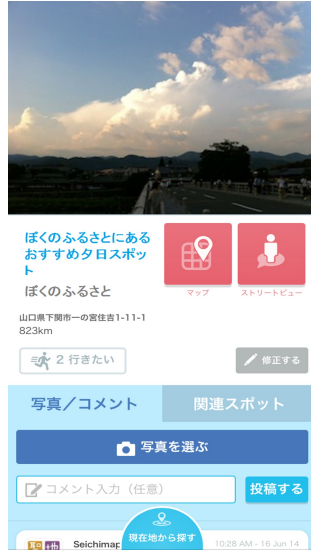 ぼくのふるさとにある
おすすめ夕日スポッ
ト
ぼくのふるさと
マップ
ストリートビュー
山口県下関市一の宮住吉1-11-1
823km
2 行きたい
修正する
写真／コメント
関連スポット
写真を選ぶ
コメント入力（任意）
投稿する
現在地から探す
Seichimap
10:28 AM - 16 Jun 14